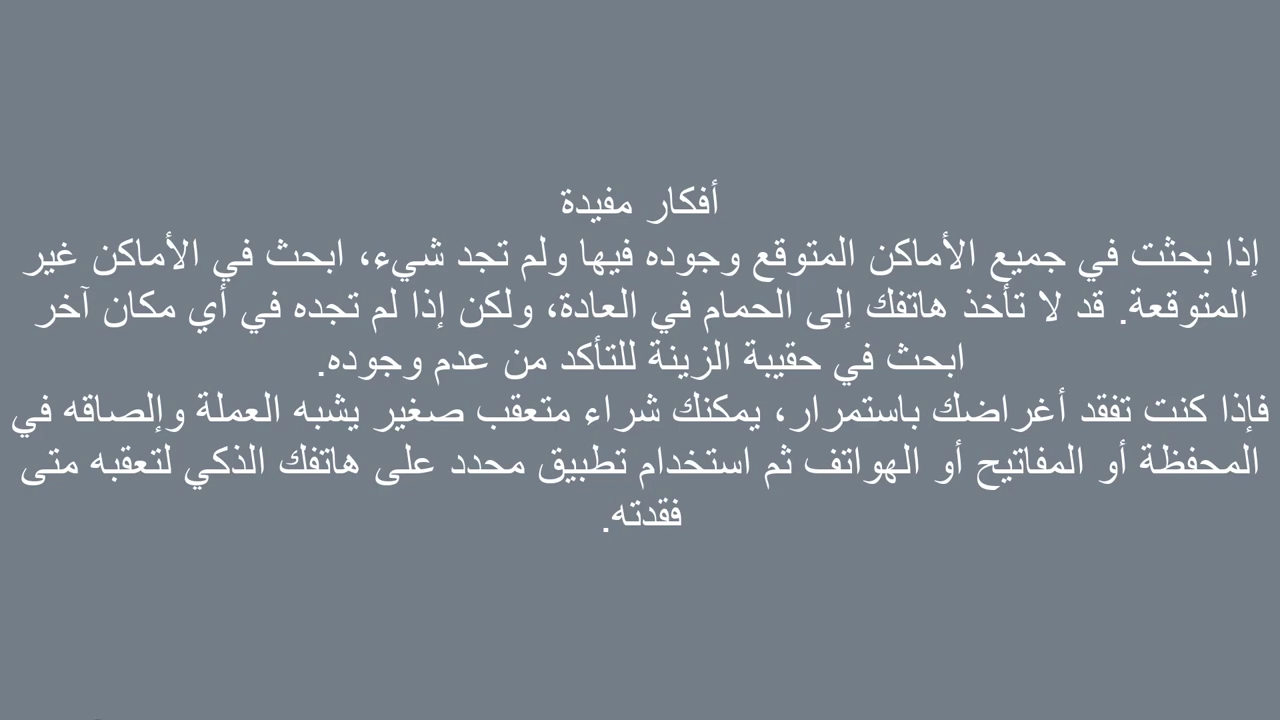 أفكار مفيدة
إذا بحثت في جميع الأماكن المتوقع وجوده فيها ولم تجد شيء، ابحث في الأماكن غير
المتوقعة. قد لا تأخذ هاتفك إلى الحمام في العادة، ولكن إذا لم تجده في أي مكان آخر
ابحث في حقيبة الزينة للتأكد من عدم وجوده.
فإذا كنت تفقد أغراضك باستمرار، يمكنك شراء متعقب صغير يشبه العملة وإلصاقه في
المحفظة أو المفاتيح أو الهواتف ثم استخدام تطبيق محدد على هاتفك الذكي لتعقبه متى
فقدته.